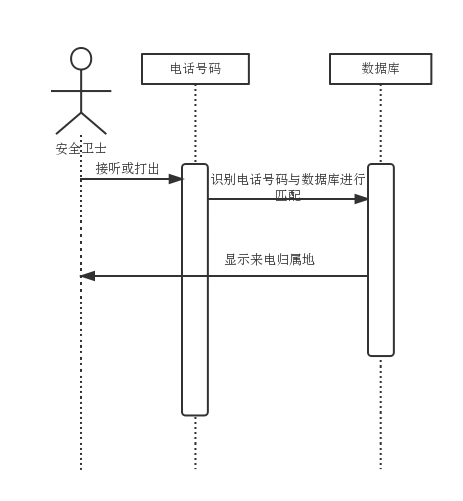 电话号码
数据库
安全卫士
接听或打出
识别电话号码与数据库进行
匹配
显示来电归属地